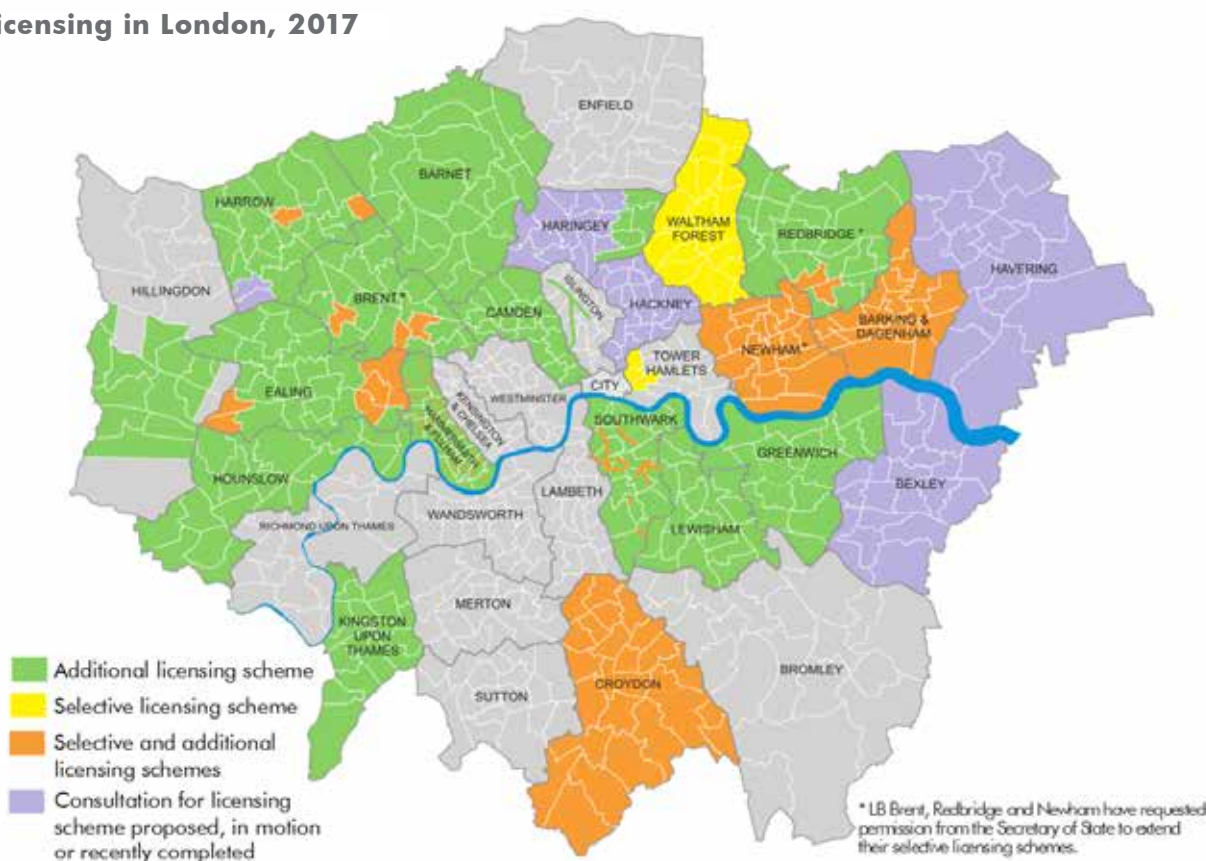 icensing in London, 2017
ENFIELD
BARNET
HARROW
HARINGEY
WALTHAM
FOREST
REDBRIDGE *
HAVERING
HILLINGDON
BRENT *
CAMDEN
ISLINGTON
HACKNEY
BARKING &
DAGENHAM
NEWHAM *
TOWER
HAMLETS
EALING
CITY
WESTMINSTER
KENSINGTON
& CHELSEA
HAMMERSMITH
& FULHAM
SOUTHWARK
GREENWICH
HOUNSLOW
BEXLEY
LAMBETH
WANDSWORTH
RICHMOND UPON THAMES
LEWISHAM
MERTON
KINGSTON
UPON
THAMES
BROMLEY
SUTTON
CROYDON
Additional licensing scheme
Selective licensing scheme
Selective and additional
licensing schemes
Consultation for licensing
scheme proposed, in motion
or recently completed
* LB Brent, Redbridge and Newham have requested
permission from the Secretary of State to extend
their selective licensing schemes.